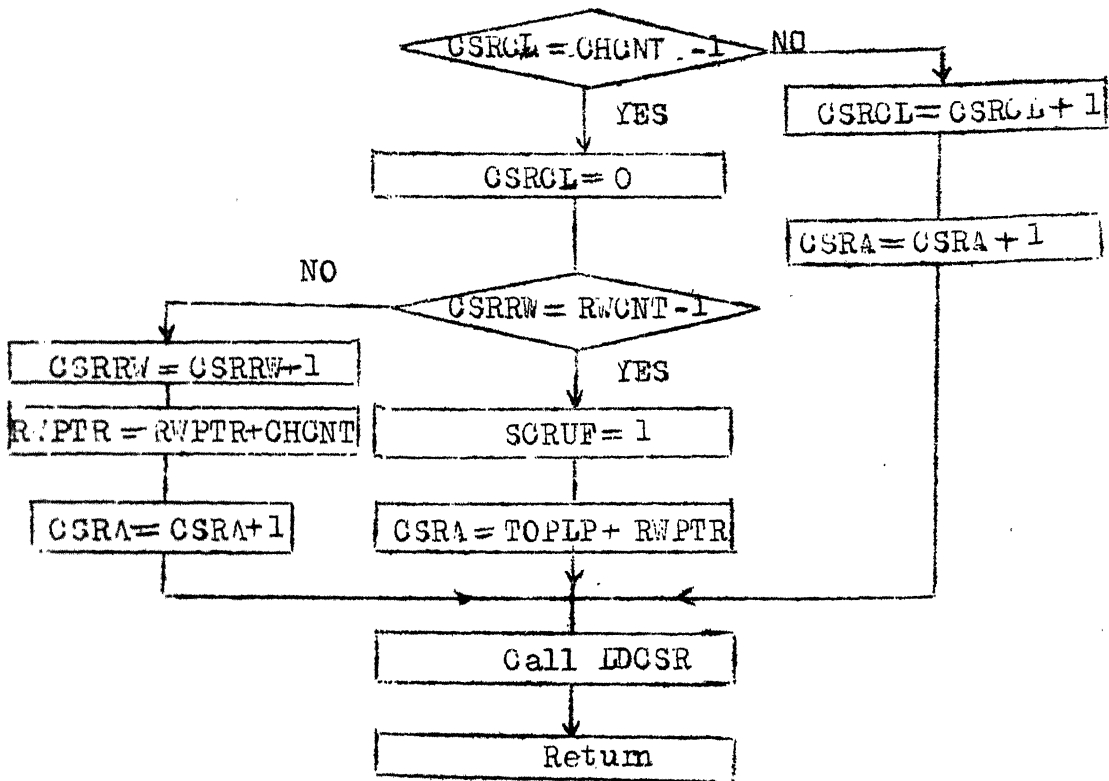 CSRCL = CHCNT - 1
NO
YES
CSRCL = CSRCL + 1
CSRCL = 0
CSRA = CSRA + 1
NO
CSRRW = RWCNT - 1
YES
CSRRW = CSRRW+1
RWPTR = RWPTR+CHCNT
SCRUF = 1
CSRA = CSRA+1
CSRA = TOPLP + RWPTR
Call LDCSR
Return